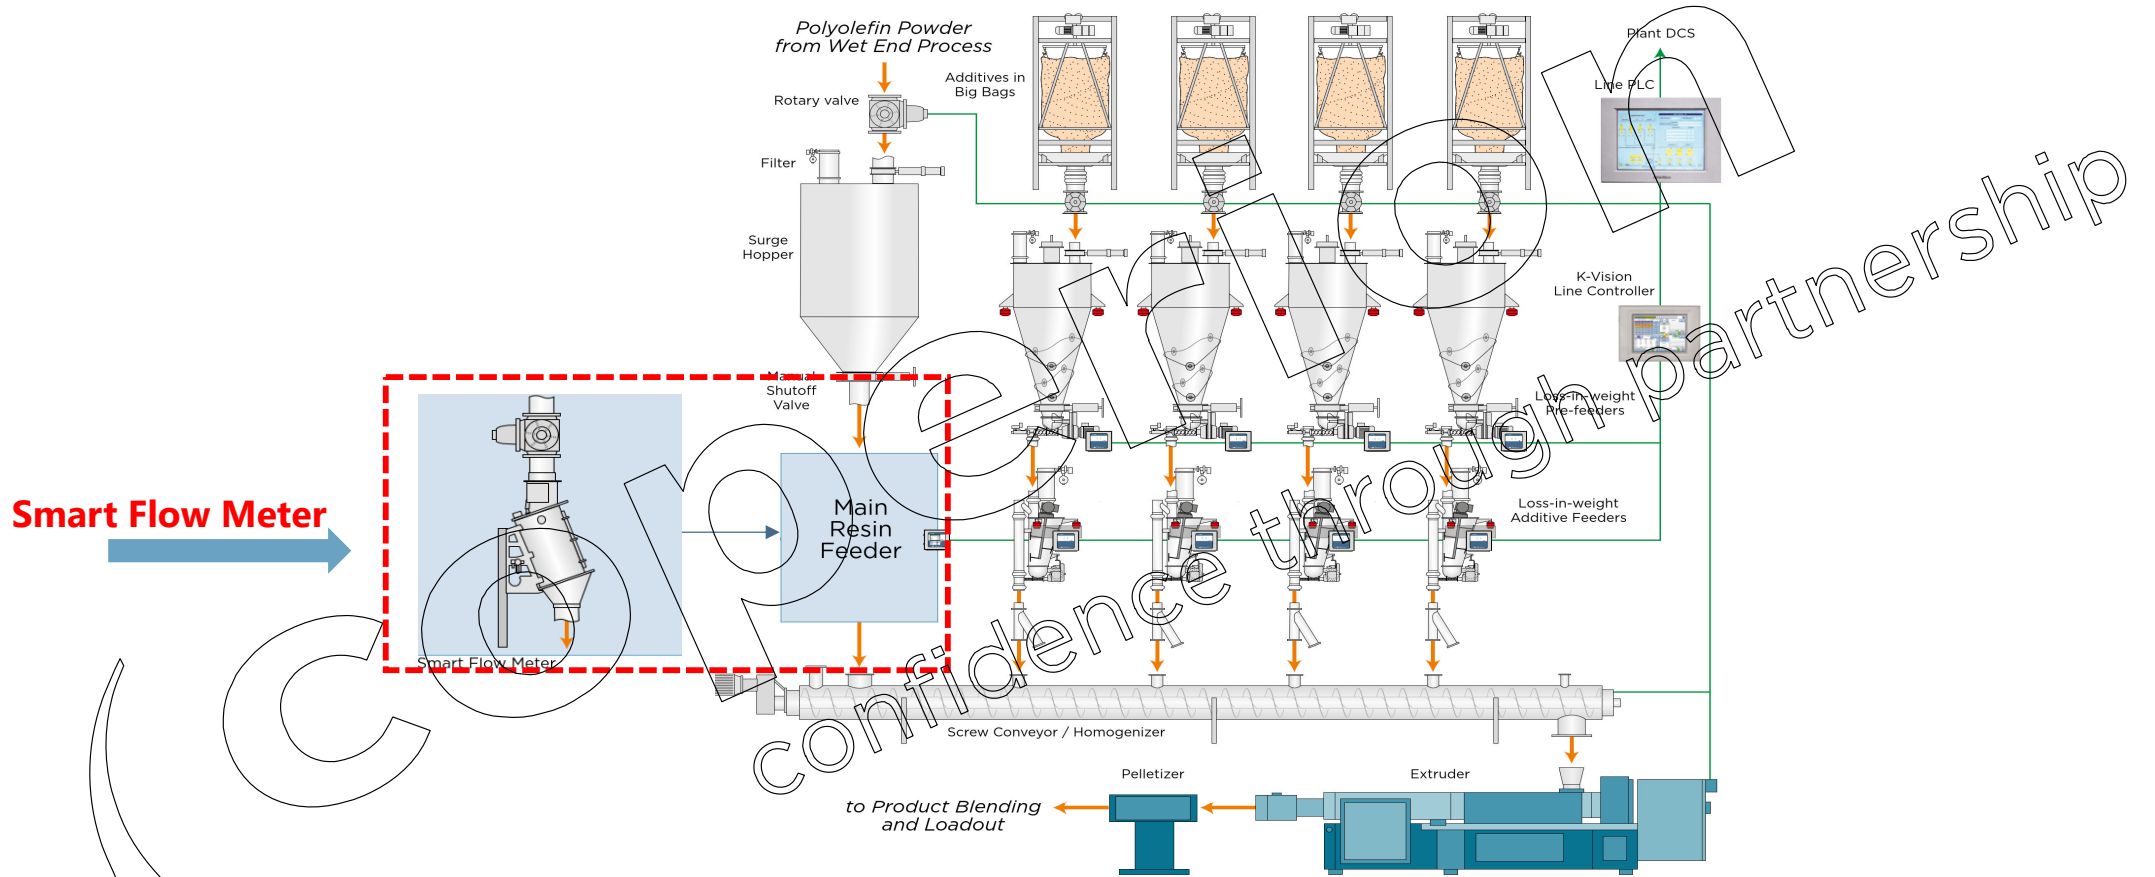 Polyolefin Powder
from Wet End Process
Additives in
Big Bags
Plant DCS
Line PLC
Rotary valve
Filter
Surge
Hopper
K-Vision
Line Controller
Manual
Shutoff
Valve
Loss-in-weight
Pre-feeders
Smart Flow Meter
Main
Resin
Feeder
Loss-in-weight
Additive Feeders
Smart Flow Meter
Screw Conveyor / Homogenizer
Pelletizer
Extruder
to Product Blending
and Loadout
coperion
confidence through partnership